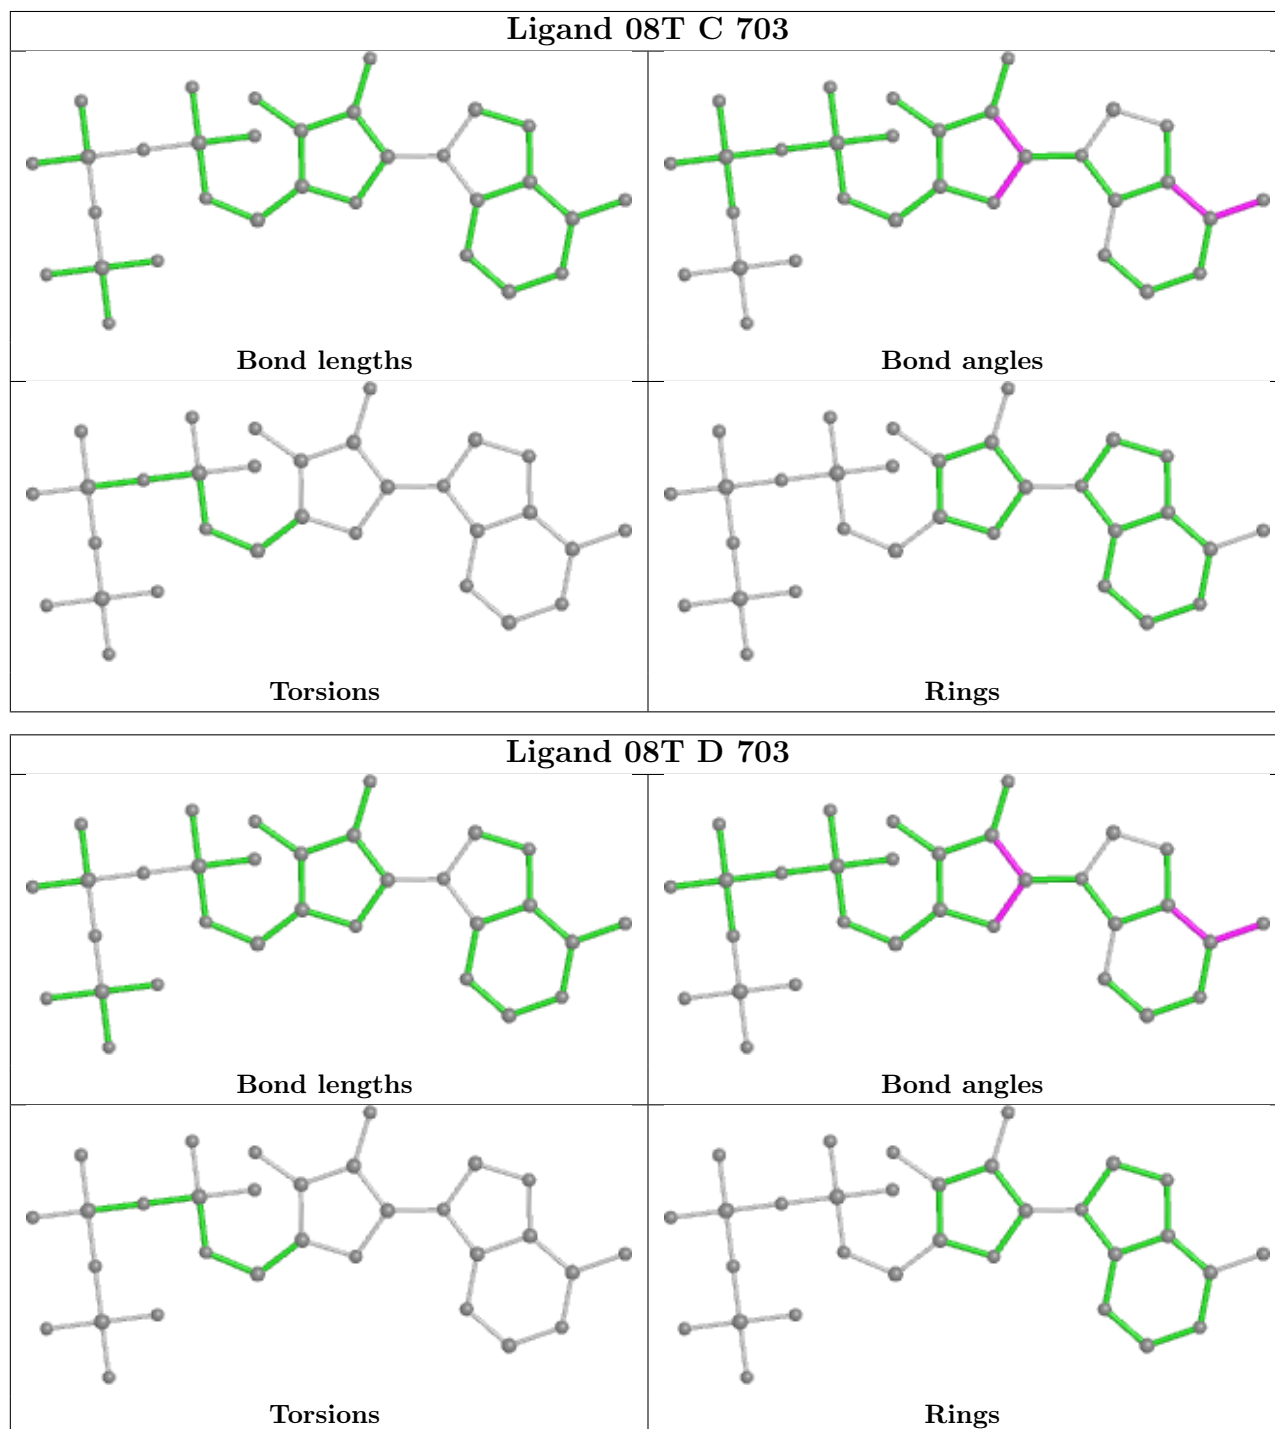 Ligand 08T C 703
Bond lengths
Bond angles
Torsions
Rings
Ligand 08T D 703
Bond lengths
Bond angles
Torsions
Rings